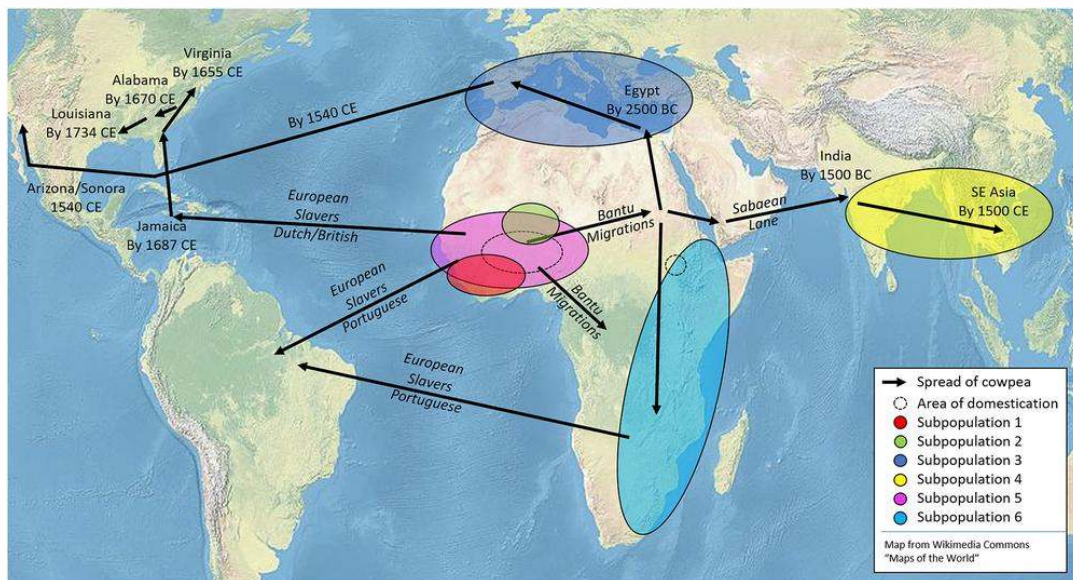 Virginia
By 1655 CE
Alabama
By 1670 CE
Louisiana
By 1734 CE
Arizona/Sonora
1540 CE
Jamaica
By 1687 CE
By 1540 CE
Egypt
By 2500 BC
India
By 1500 BC
SE Asia
By 1500 CE
European
Slavers
Dutch/British
Bantu
Migrations
Sabaean
Lane
European
Slavers
Portuguese
Bantu
Migrations
European
Slavers
Portuguese
Spread of cowpea
Area of domestication
Subpopulation 1
Subpopulation 2
Subpopulation 3
Subpopulation 4
Subpopulation 5
Subpopulation 6
Map from Wikimedia Commons
"Maps of the World"